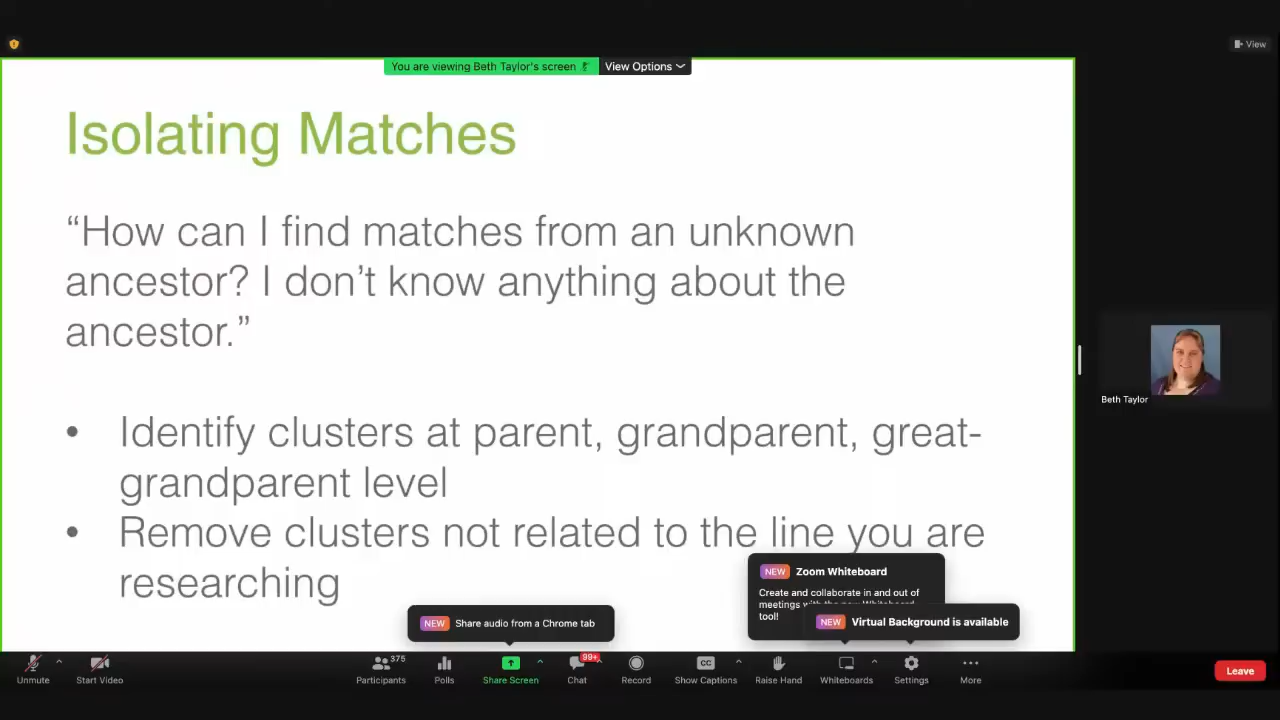 View
You are viewing Beth Taylor's screen
View Options
Isolating Matches
“How can I find matches from an unknown
ancestor? I don’t know anything about the
ancestor.”
• Identify clusters at parent, grandparent, great-
grandparent level
• Remove clusters not related to the line you are
researching
Beth Taylor
NEW Zoom Whiteboard
Create and collaborate in and out of
meetings with the new Whiteboard
tool!
NEW Share audio from a Chrome tab
NEW Virtual Background is available
375
99+
CC
Unmute
Start Video
Participants
Polls
Share Screen
Chat
Record
Show Captions
Raise Hand
Whiteboards
Settings
More
Leave